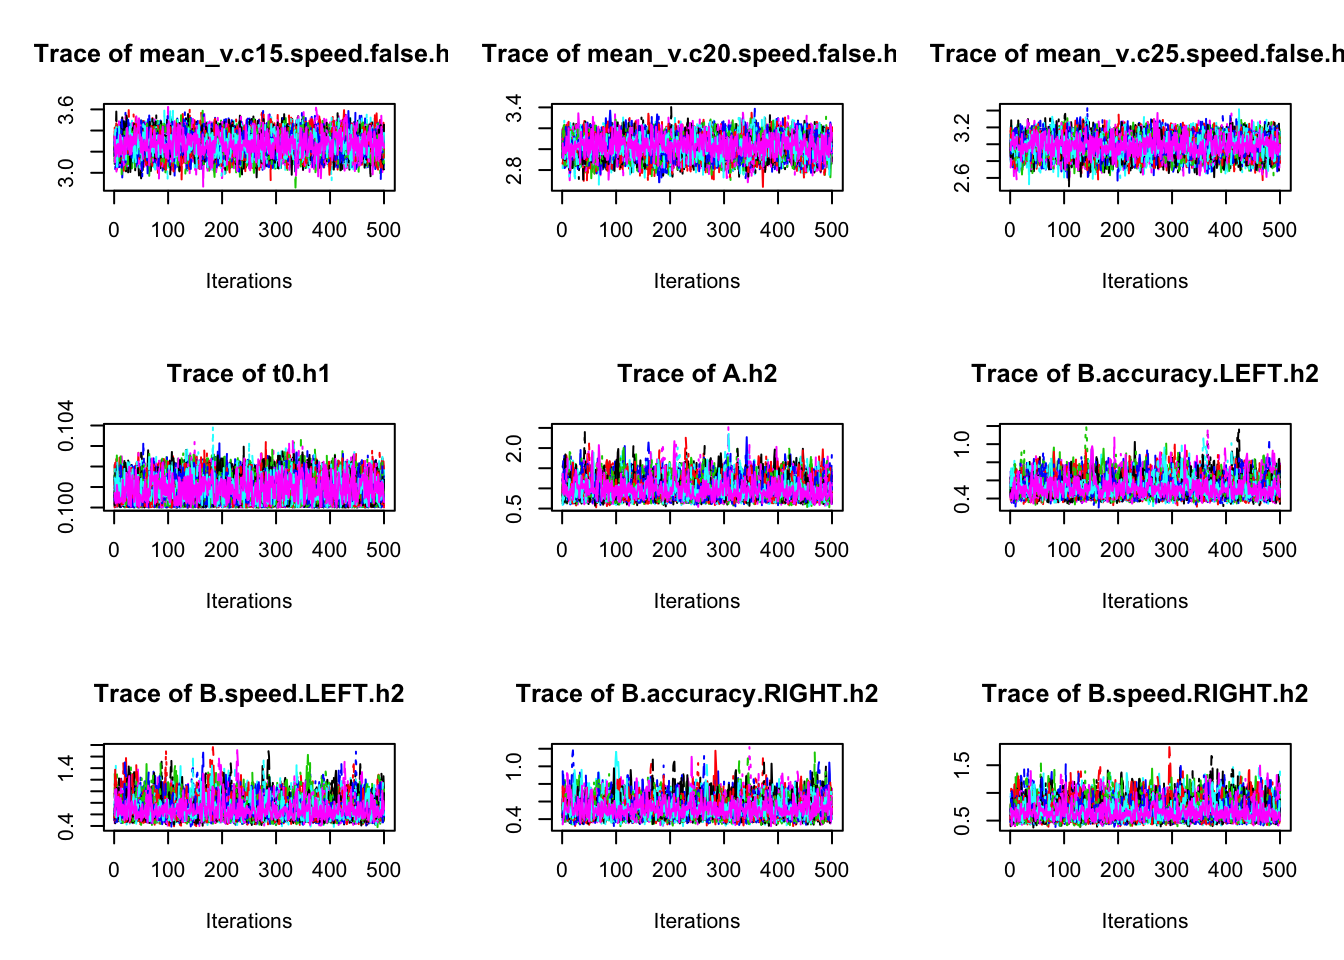 Trace of mean_v.c15.speed.false.h
3.6
3.0
0 100 200 300 400 500
Iterations
Trace of mean_v.c20.speed.false.h
3.4
2.8
0 100 200 300 400 500
Iterations
Trace of mean_v.c25.speed.false.h
3.2
2.6
0 100 200 300 400 500
Iterations
Trace of t0.h1
0.104
0.100
0 100 200 300 400 500
Iterations
Trace of A.h2
2.0
0.5
0 100 200 300 400 500
Iterations
Trace of B.accuracy.LEFT.h2
1.0
0.4
0 100 200 300 400 500
Iterations
Trace of B.speed.LEFT.h2
1.4
0.4
0 100 200 300 400 500
Iterations
Trace of B.accuracy.RIGHT.h2
1.0
0.4
0 100 200 300 400 500
Iterations
Trace of B.speed.RIGHT.h2
1.5
0.5
0 100 200 300 400 500
Iterations